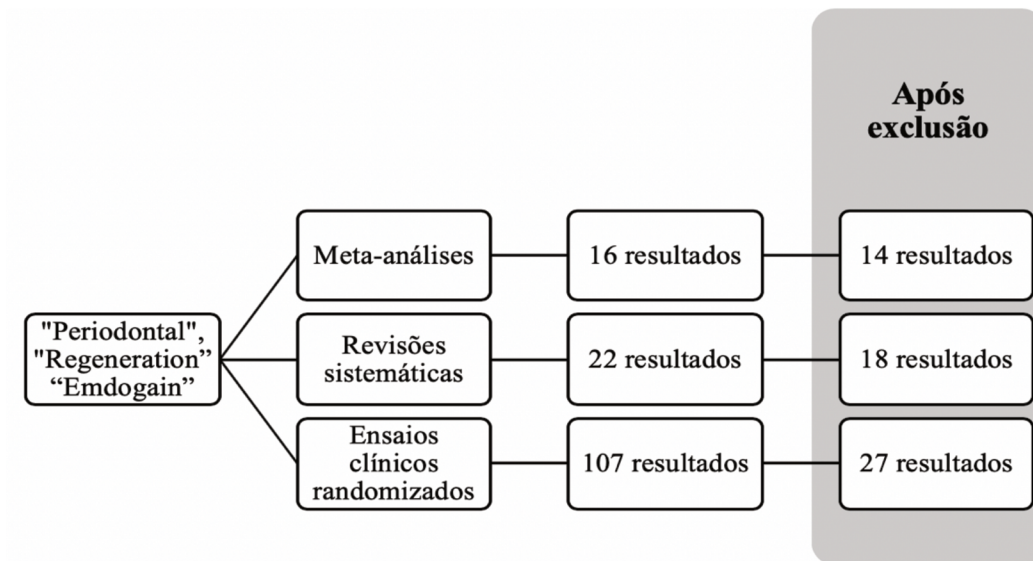 Após
exclusão
Meta-análises
16 resultados
14 resultados
"Periodontal",
"Regeneration”
“Emdogain”
Revisões
sistemáticas
22 resultados
18 resultados
Ensaios
clínicos
randomizados
107 resultados
27 resultados